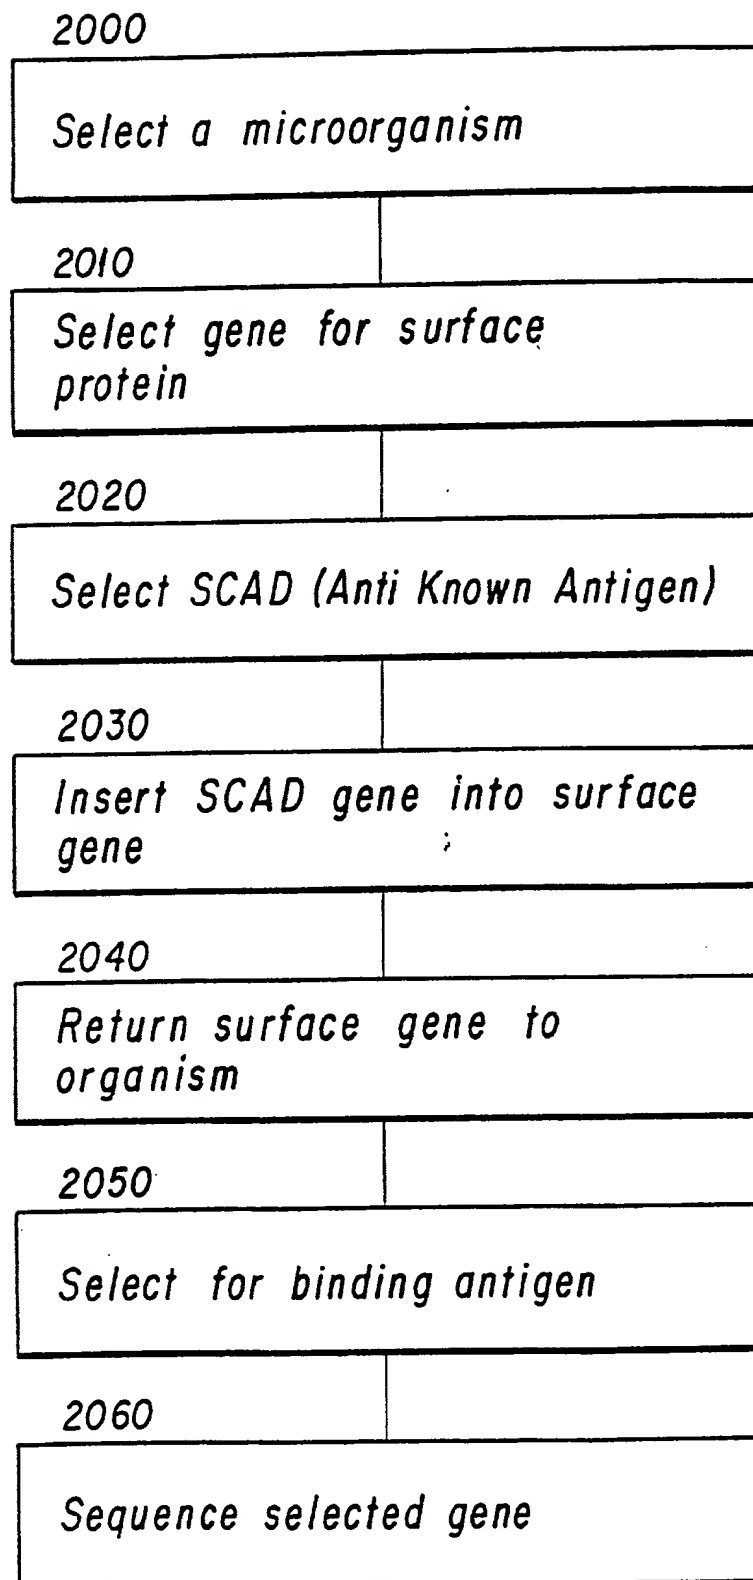 2000
Select a microorganism
2010
Select gene for surface
protein
2020
Select SCAD (Anti Known Antigen)
2030
Insert SCAD gene into surface
gene
2040
Return surface gene to
organism
2050
Select for binding antigen
2060
Sequence selected gene